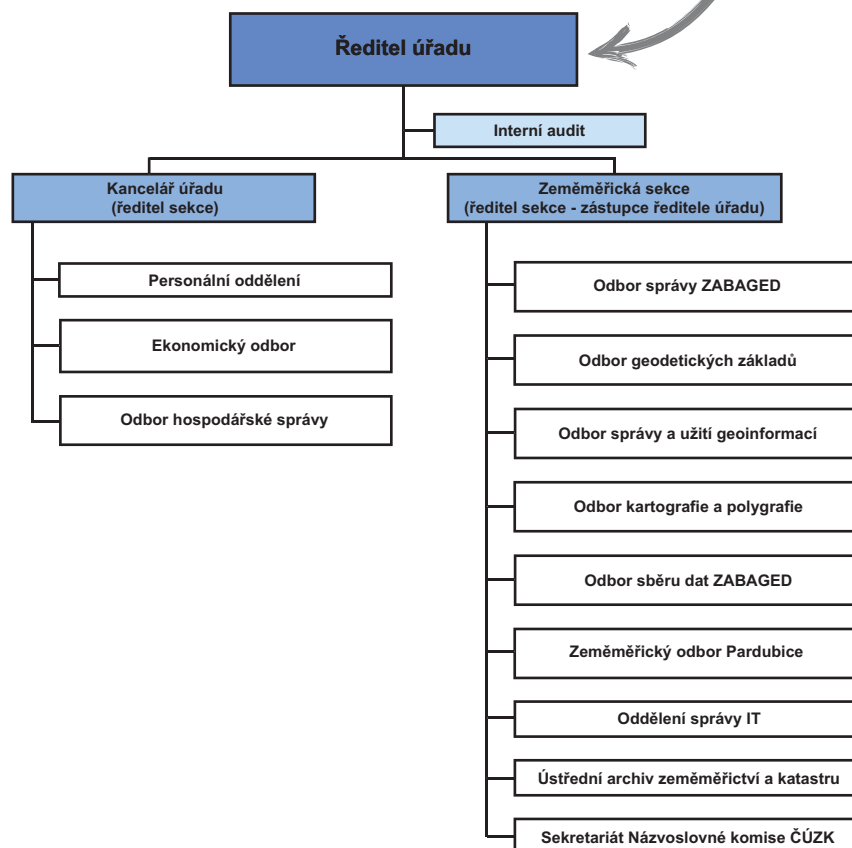 Ředitel úřadu
Interní audit
Kancelář úřadu
(ředitel sekce)
Personální oddělení
Ekonomický odbor
Odbor hospodářské správy
Zeměměřická sekce
(ředitel sekce - zástupce ředitele úřadu)
Odbor správy ZABAGED
Odbor geodetických základů
Odbor správy a užití geoinformací
Odbor kartografie a polygrafie
Odbor sběru dat ZABAGED
Zeměměřický odbor Pardubice
Oddělení správy IT
Ústřední archiv zeměměřictví a katastru
Sekretariát Názvoslovné komise ČÚZK